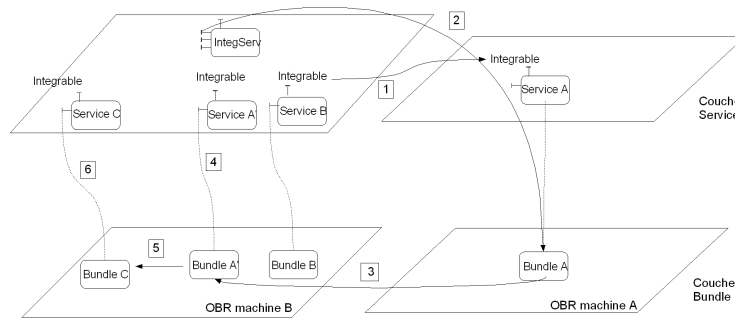 2
IntegServ
Integrable
Integrable
Integrable
Integrable
1
Service A
Service B
Service C
Service A'
Couche
Service
6
4
5
Bundle A'
Bundle B
Bundle C
3
Bundle A
Couche
Bundle
OBR machine B
OBR machine A